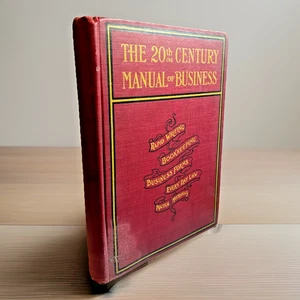 THE 20th CENTURY
MANUAL OF BUSINESS
RAPID WRITING
BOOKKEEPING
BUSINESS FORMS
EVERY DAY LAW